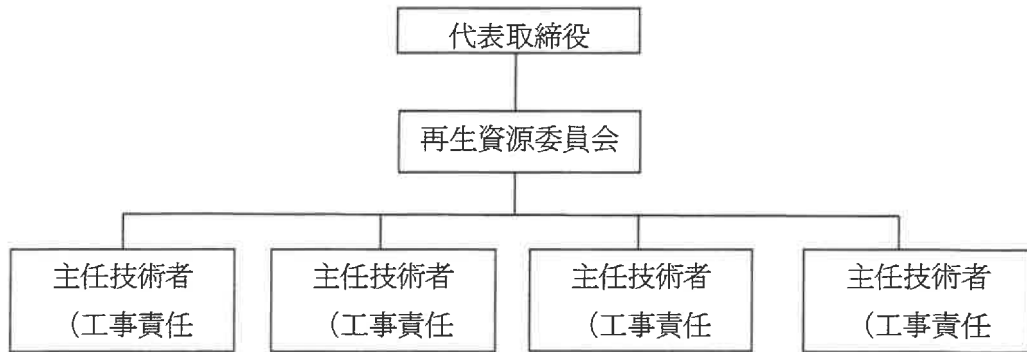 代表取締役
再生資源委員会
主任技術者 主任技術者 主任技術者 主任技術者
（工事責任 （工事責任 （工事責任 （工事責任